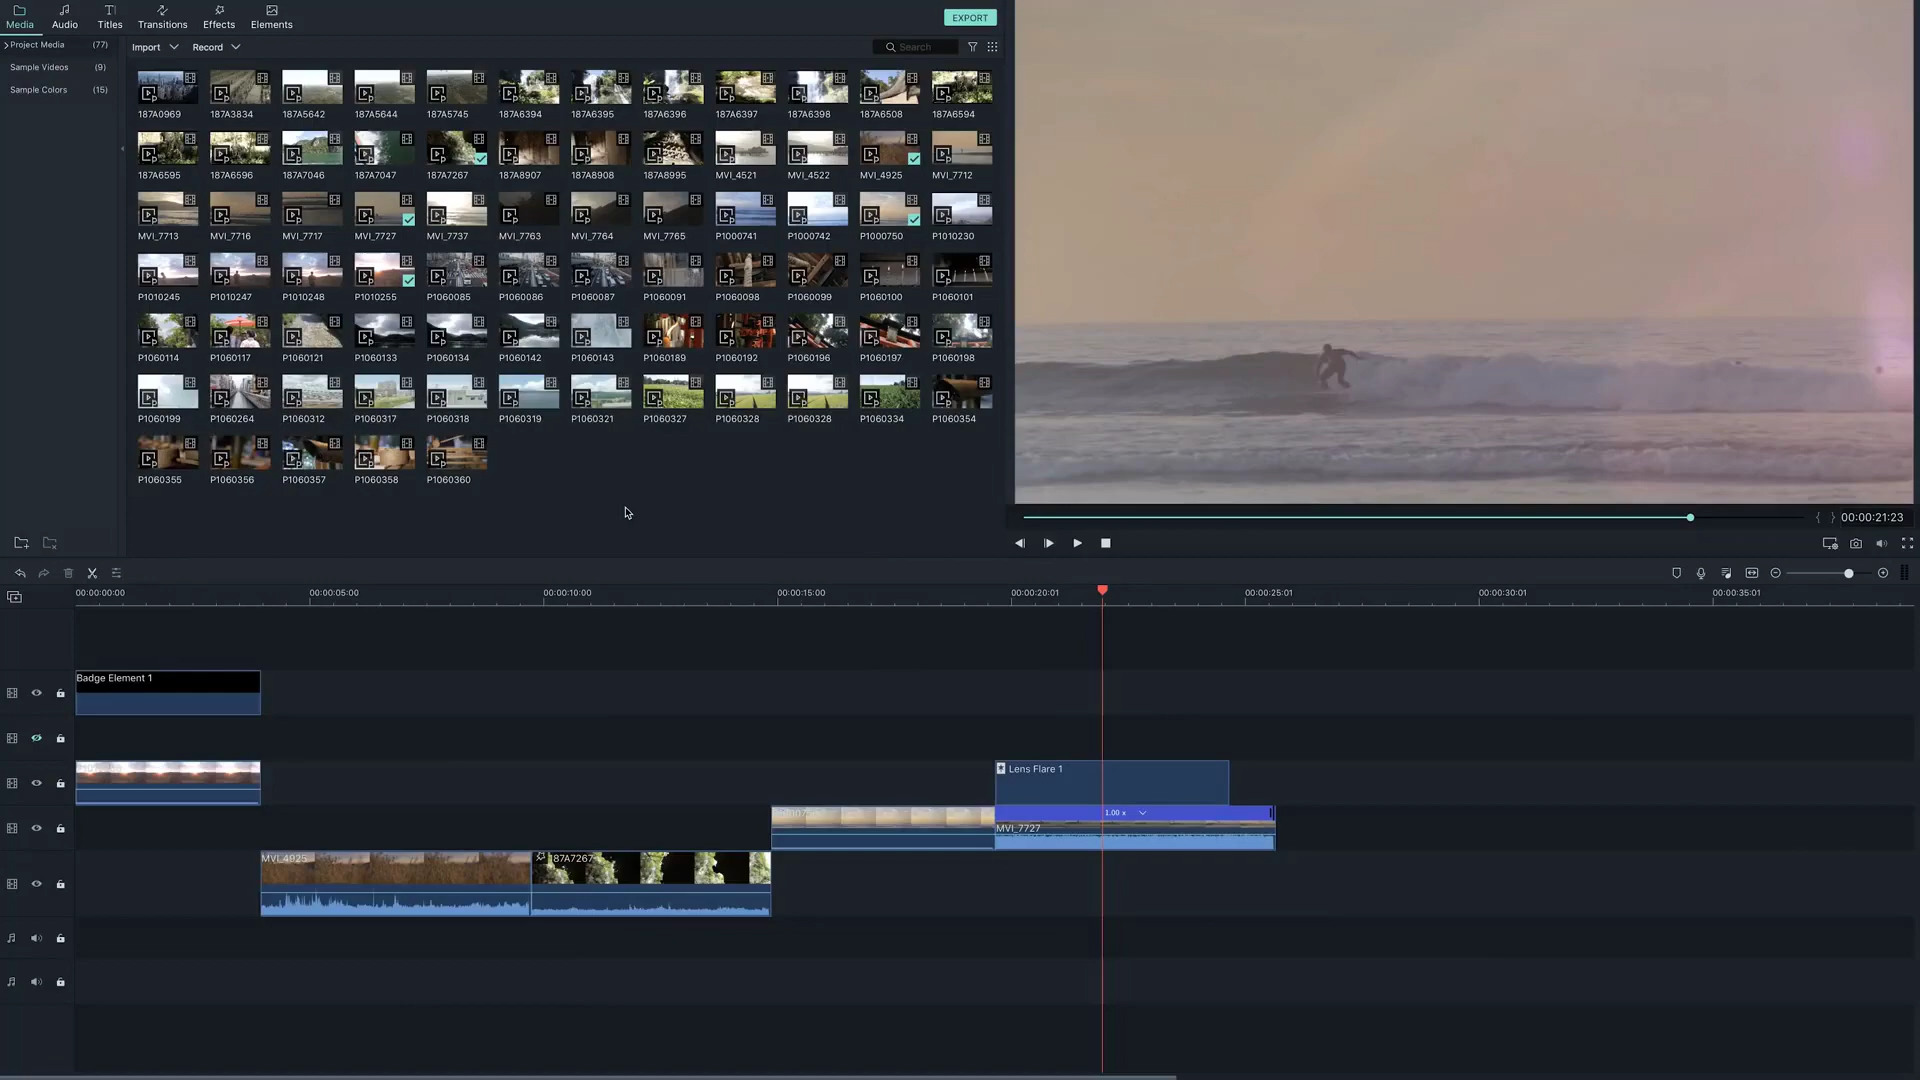 Media Audio Titles Transitions Effects Elements EXPORT
Project Media (77)
Sample Videos (9)
Sample Colors (15)
Import Record Search
187A0969 187A3834 187A5642 187A5644 187A5745 187A6394 187A6395 187A6396 187A6397 187A6398 187A6508 187A6594
187A6595 187A6596 187A7046 187A7047 187A7267 187A8907 187A8908 187A8995 MVI_4521 MVI_4522 MVI_4925 MVI_7712
MVI_7713 MVI_7716 MVI_7717 MVI_7727 MVI_7737 MVI_7763 MVI_7764 MVI_7765 P1000741 P1000742 P1000750 P1010230
P1010245 P1010247 P1010248 P1010255 P1060085 P1060086 P1060087 P1060091 P1060098 P1060099 P1060100 P1060101
P1060114 P1060117 P1060121 P1060133 P1060134 P1060142 P1060143 P1060189 P1060192 P1060196 P1060197 P1060198
P1060199 P1060264 P1060312 P1060317 P1060318 P1060319 P1060321 P1060327 P1060328 P1060328 P1060334 P1060354
P1060355 P1060356 P1060357 P1060358 P1060360
00:00:21:23
00:00:00:00 00:00:05:00 00:00:10:00 00:00:15:00 00:00:20:01 00:00:25:01 00:00:30:01 00:00:35:01
Badge Element 1
Lens Flare 1
1.00 x
MVI_7727
MVI_4925 187A7267